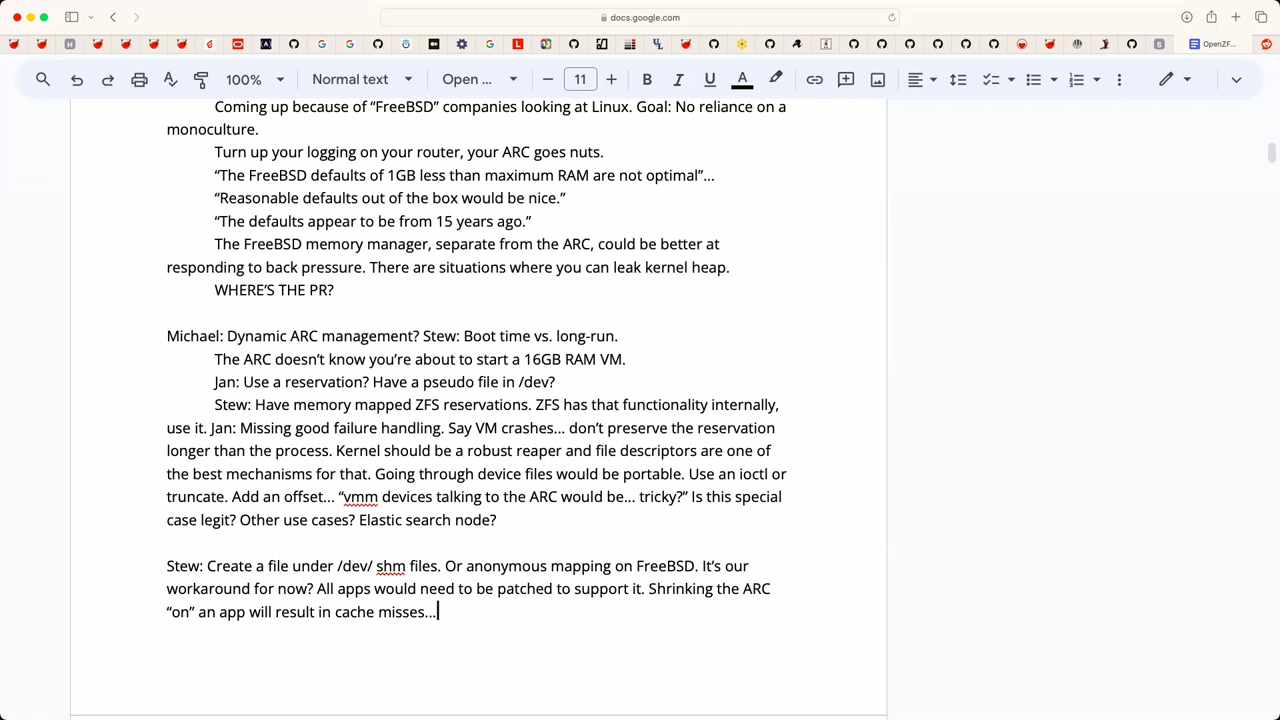 docs.google.com
OpenZF...
100%
Normal text
Open ...
11
Coming up because of “FreeBSD” companies looking at Linux. Goal: No reliance on a
monoculture.
Turn up your logging on your router, your ARC goes nuts.
“The FreeBSD defaults of 1GB less than maximum RAM are not optimal”...
“Reasonable defaults out of the box would be nice.”
“The defaults appear to be from 15 years ago.”
The FreeBSD memory manager, separate from the ARC, could be better at
responding to back pressure. There are situations where you can leak kernel heap.
WHERE’S THE PR?
Michael: Dynamic ARC management? Stew: Boot time vs. long-run.
The ARC doesn’t know you’re about to start a 16GB RAM VM.
Jan: Use a reservation? Have a pseudo file in /dev?
Stew: Have memory mapped ZFS reservations. ZFS has that functionality internally,
use it. Jan: Missing good failure handling. Say VM crashes... don’t preserve the reservation
longer than the process. Kernel should be a robust reaper and file descriptors are one of
the best mechanisms for that. Going through device files would be portable. Use an ioctl or
truncate. Add an offset... “vmm devices talking to the ARC would be... tricky?” Is this special
case legit? Other use cases? Elastic search node?
Stew: Create a file under /dev/ shm files. Or anonymous mapping on FreeBSD. It’s our
workaround for now? All apps would need to be patched to support it. Shrinking the ARC
“on” an app will result in cache misses...